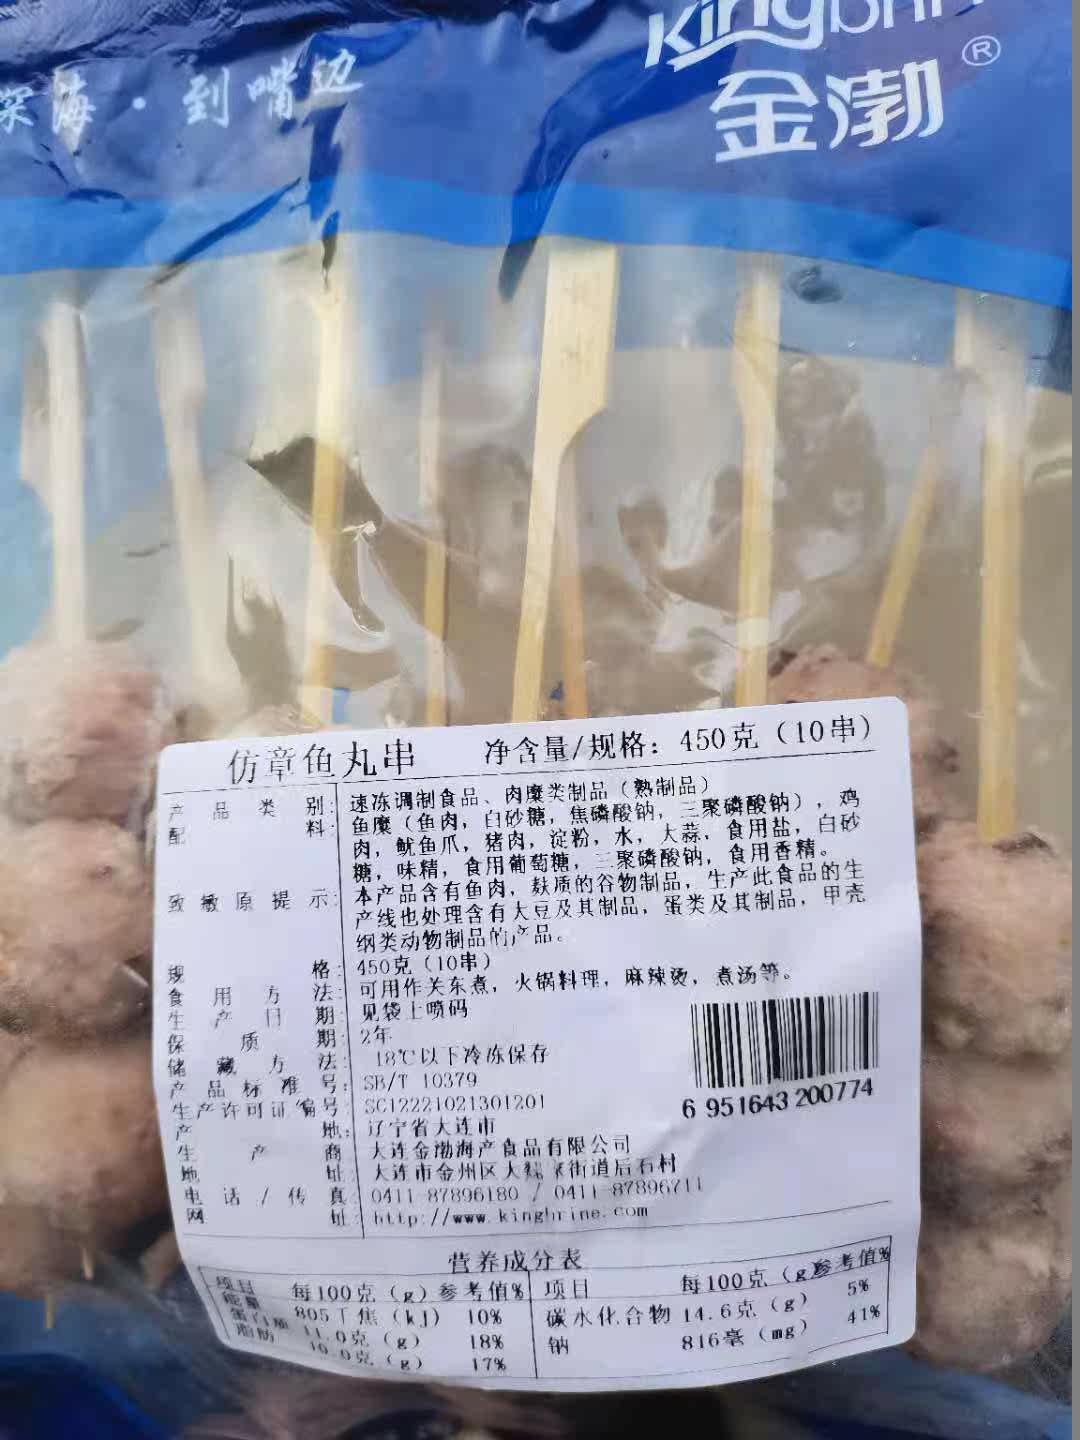 深海·到嘴边
金渤®
仿章鱼丸串 净含量/规格：450克（10串）
产品类别：速冻调制食品、肉糜类制品（熟制品）
配料：鱼糜（鱼肉，白砂糖，焦磷酸钠，三聚磷酸钠），鸡
肉，鱿鱼爪，猪肉，淀粉，水，大蒜，食用盐，白砂
糖，味精，食用葡萄糖，三聚磷酸钠，食用香精。
致敏原提示：本产品含有鱼肉，麸质的谷物制品，生产此食品的生
产线也处理含有大豆及其制品，蛋类及其制品，甲壳
纲类动物制品的产品。
规格：450克（10串）
食用方法：可用作关东煮，火锅料理，麻辣烫，煮汤等。
生产日期：见袋上喷码
保质期：2年
储藏方法：18℃以下冷冻保存
产品标准号：SB/T 10379
生产许可证编号：SC12221021301201
产地：辽宁省大连市
生产商：大连金渤海产食品有限公司
地址：大连市金州区大街道后石村
电话/传真：0411-87896180 / 0411-87896711
网址：http://www.kingbrine.com
6 951643 200774
营养成分表
项目 每100克（g）参考值% 项目 每100克（g）参考值%
能量 805千焦（kJ） 10% 碳水化合物 14.6克（g） 5%
蛋白质 11.0克（g） 18% 钠 816毫（mg） 41%
脂肪 10.0克（g） 17%